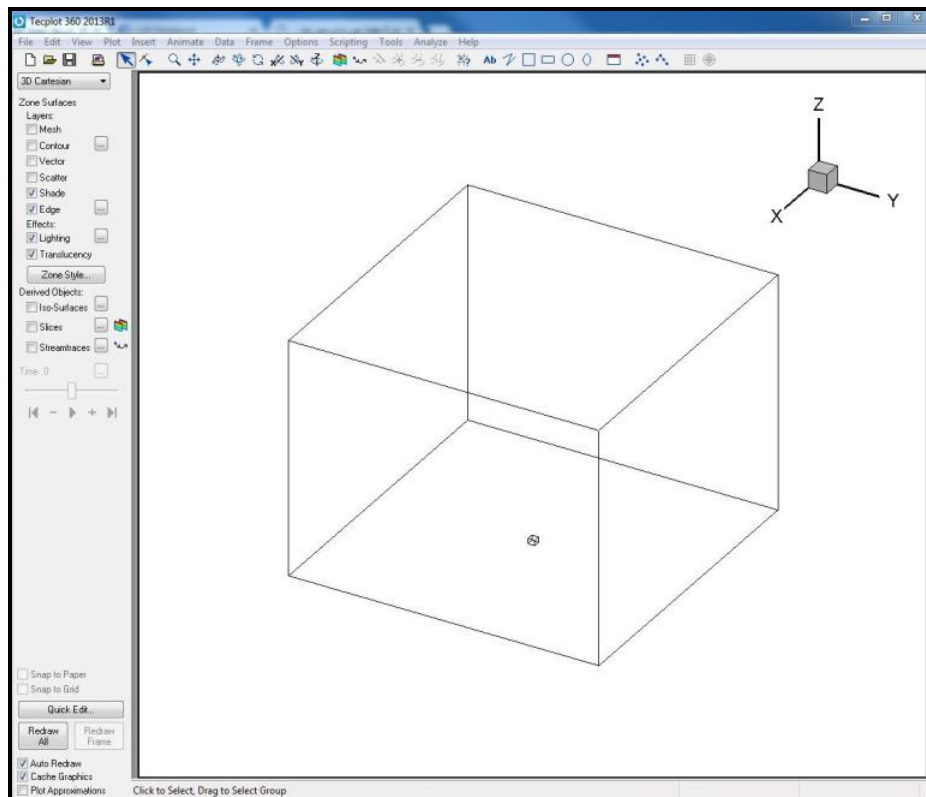 Tecplot 360 2013R1
File Edit View Plot Insert Animate Data Frame Options Scripting Tools Analyze Help
Ab
3D Cartesian
Zone Surfaces
Layers:
Mesh
Contour ...
Vector
Scatter
Shade
Edge ...
Effects:
Lighting ...
Translucency
Zone Style...
Derived Objects:
Iso-Surfaces ...
Slices ...
Streamtraces ...
Time 0 ...
Z
Y
X
Snap to Paper
Snap to Grid
Quick Edit...
Redraw All
Redraw Frame
Auto Redraw
Cache Graphics
Plot Approximations
Click to Select, Drag to Select Group